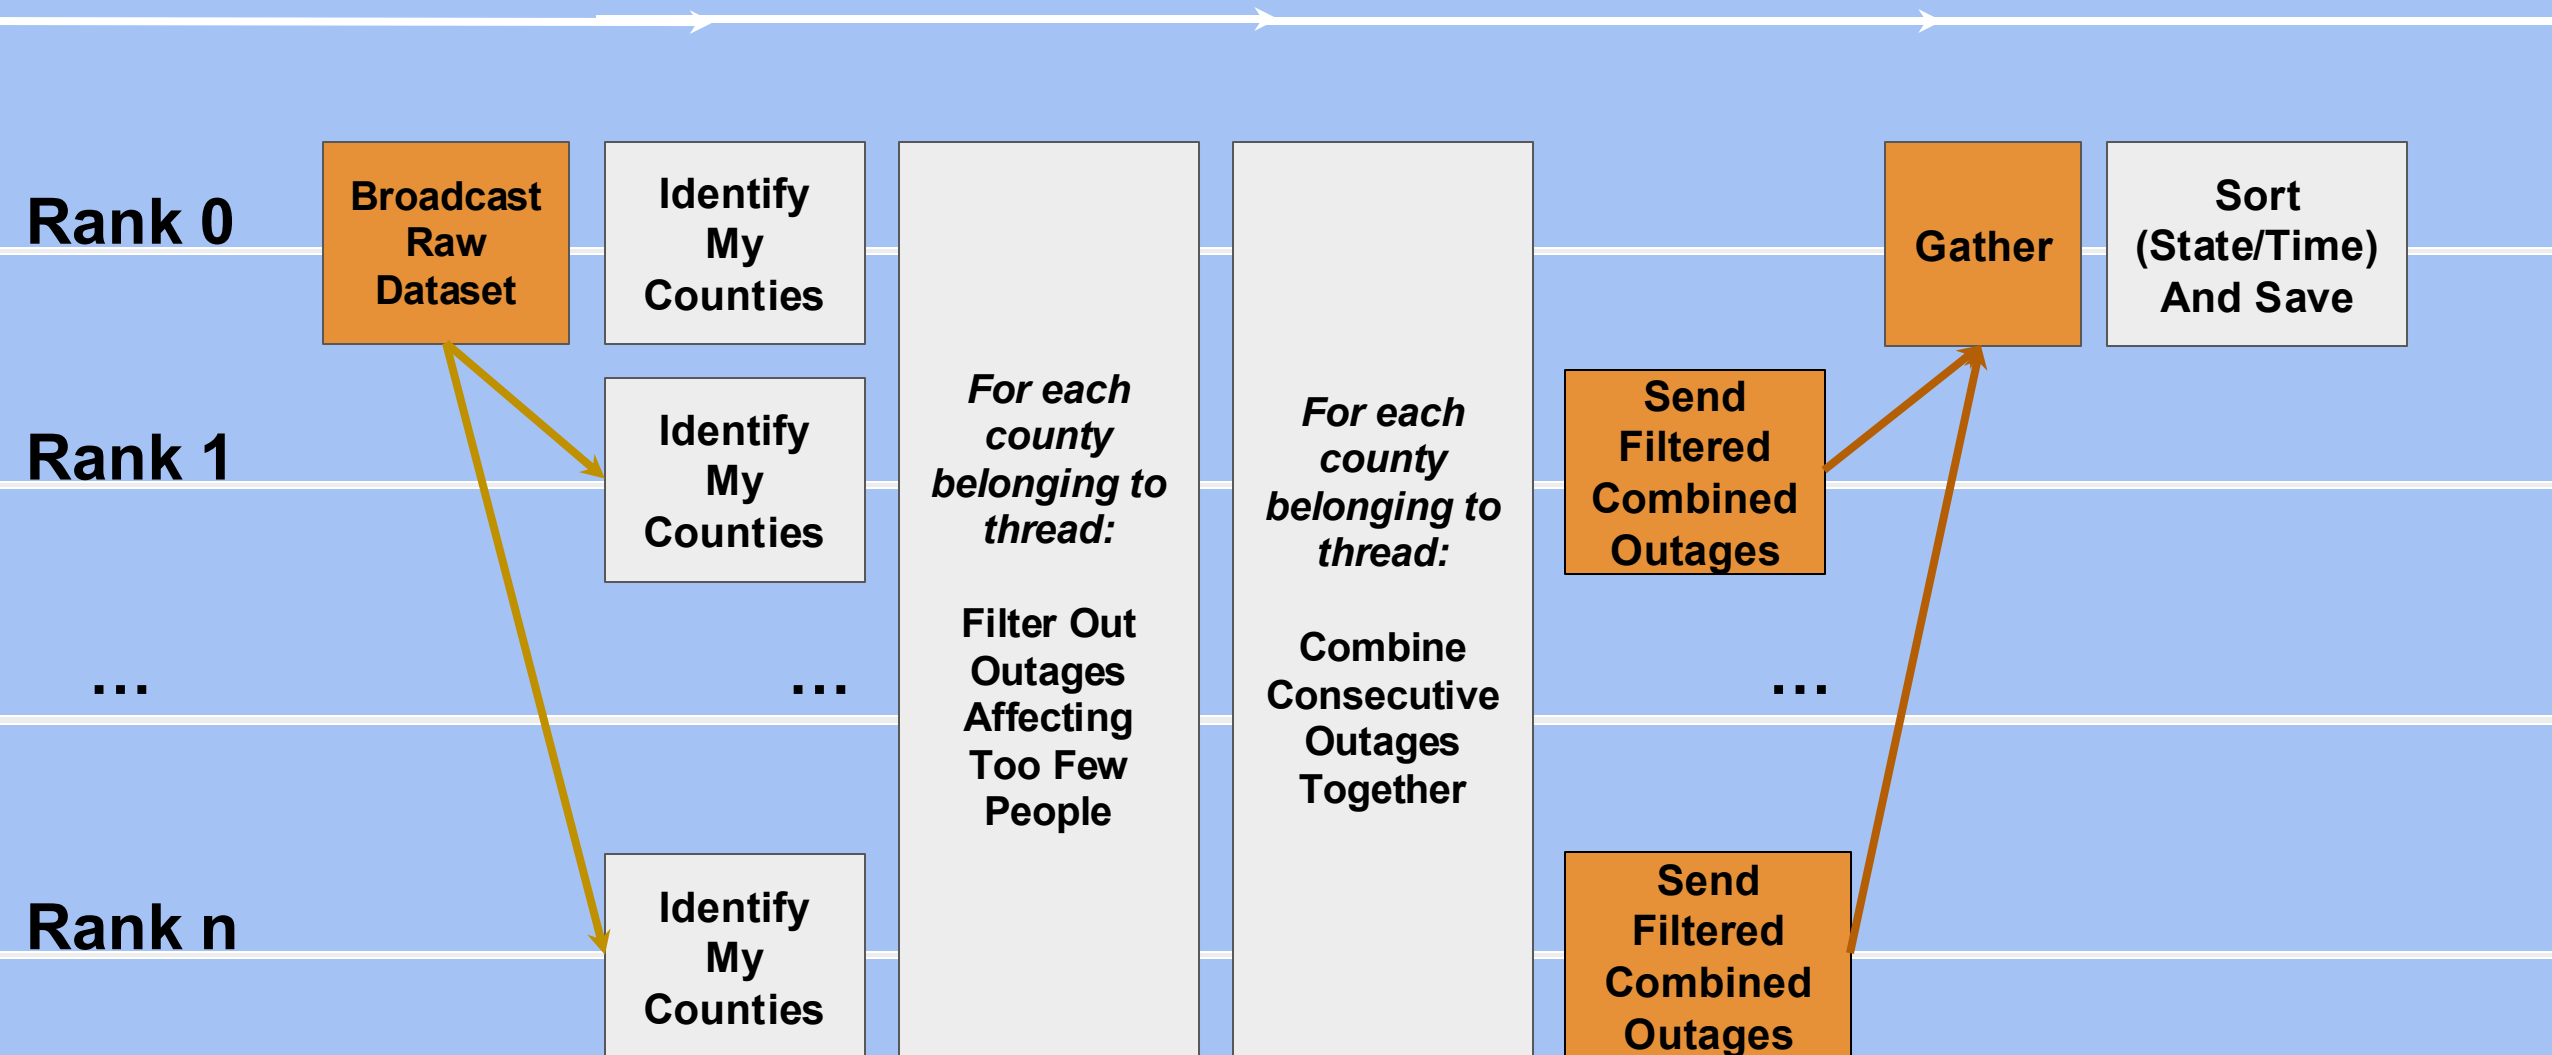 Rank 0
Broadcast
Raw
Dataset
Identify
My
Counties
Gather
Sort
(State/Time)
And Save
Rank 1
Identify
My
Counties
For each
county
belonging to
thread:
Filter Out
Outages
Affecting
Too Few
People
For each
county
belonging to
thread:
Combine
Consecutive
Outages
Together
Send
Filtered
Combined
Outages
...
...
...
Rank n
Identify
My
Counties
Send
Filtered
Combined
Outages